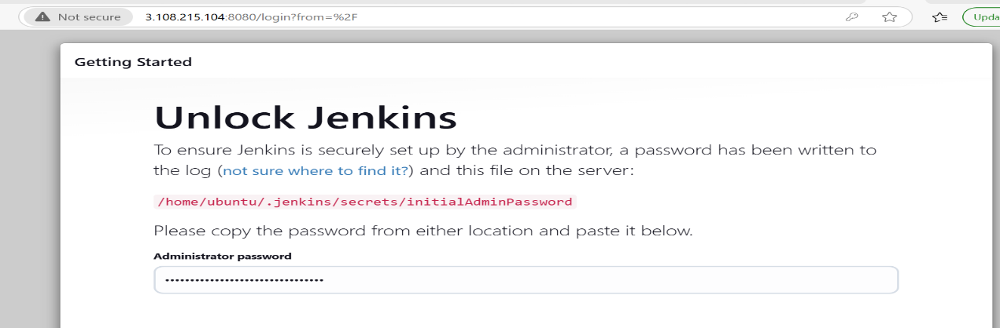 Not secure 3.108.215.104:8080/login?from=%2F
Upda
Getting Started
Unlock Jenkins
To ensure Jenkins is securely set up by the administrator, a password has been written to
the log (not sure where to find it?) and this file on the server:
/home/ubuntu/.jenkins/secrets/initialAdminPassword
Please copy the password from either location and paste it below.
Administrator password
••••••••••••••••••••••••••••••••